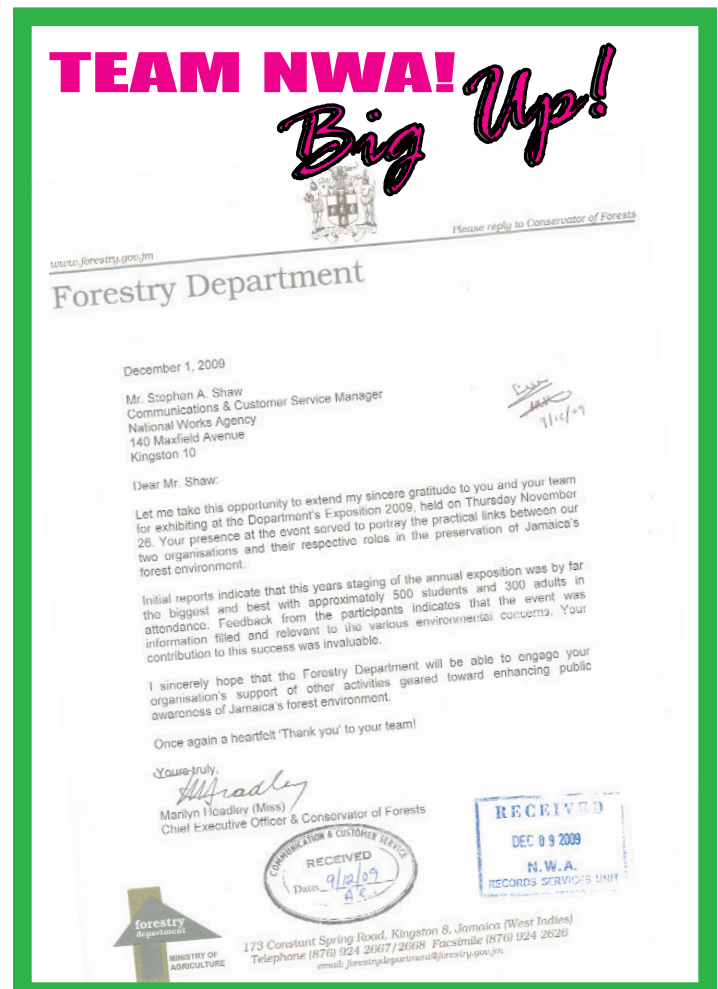 TEAM NWA!
Big Up!
www.forestry.gov.jm
Please reply to Conservator of Forests
Forestry Department
December 1, 2009
Mr. Stephen A. Shaw
Communications & Customer Service Manager
National Works Agency
140 Maxfield Avenue
Kingston 10
9/12/09
Dear Mr. Shaw:
Let me take this opportunity to extend my sincere gratitude to you and your team
for exhibiting at the Department's Exposition 2009, held on Thursday November
26. Your presence at the event served to portray the practical links between our
two organisations and their respective roles in the preservation of Jamaica's
forest environment.
Initial reports indicate that this years staging of the annual exposition was by far
the biggest and best with approximately 500 students and 300 adults in
attendance. Feedback from the participants indicates that the event was
information filled and relevant to the various environmental concerns. Your
contribution to this success was invaluable.
I sincerely hope that the Forestry Department will be able to engage your
organisation's support of other activities geared toward enhancing public
awareness of Jamaica's forest environment.
Once again a heartfelt 'Thank you' to your team!
Yours truly,
Marilyn Headley (Miss)
Chief Executive Officer & Conservator of Forests
COMMUNICATION & CUSTOMER SERVICE
RECEIVED
Date: 9/12/09
RECEIVED
DEC 09 2009
N.W.A.
RECORDS SERVICES UNIT
forestry
department
MINISTRY OF
AGRICULTURE
173 Constant Spring Road, Kingston 8, Jamaica (West Indies)
Telephone (876) 924 2667/2668 Facsimile (876) 924 2626
email: forestrydepartment@forestry.gov.jm